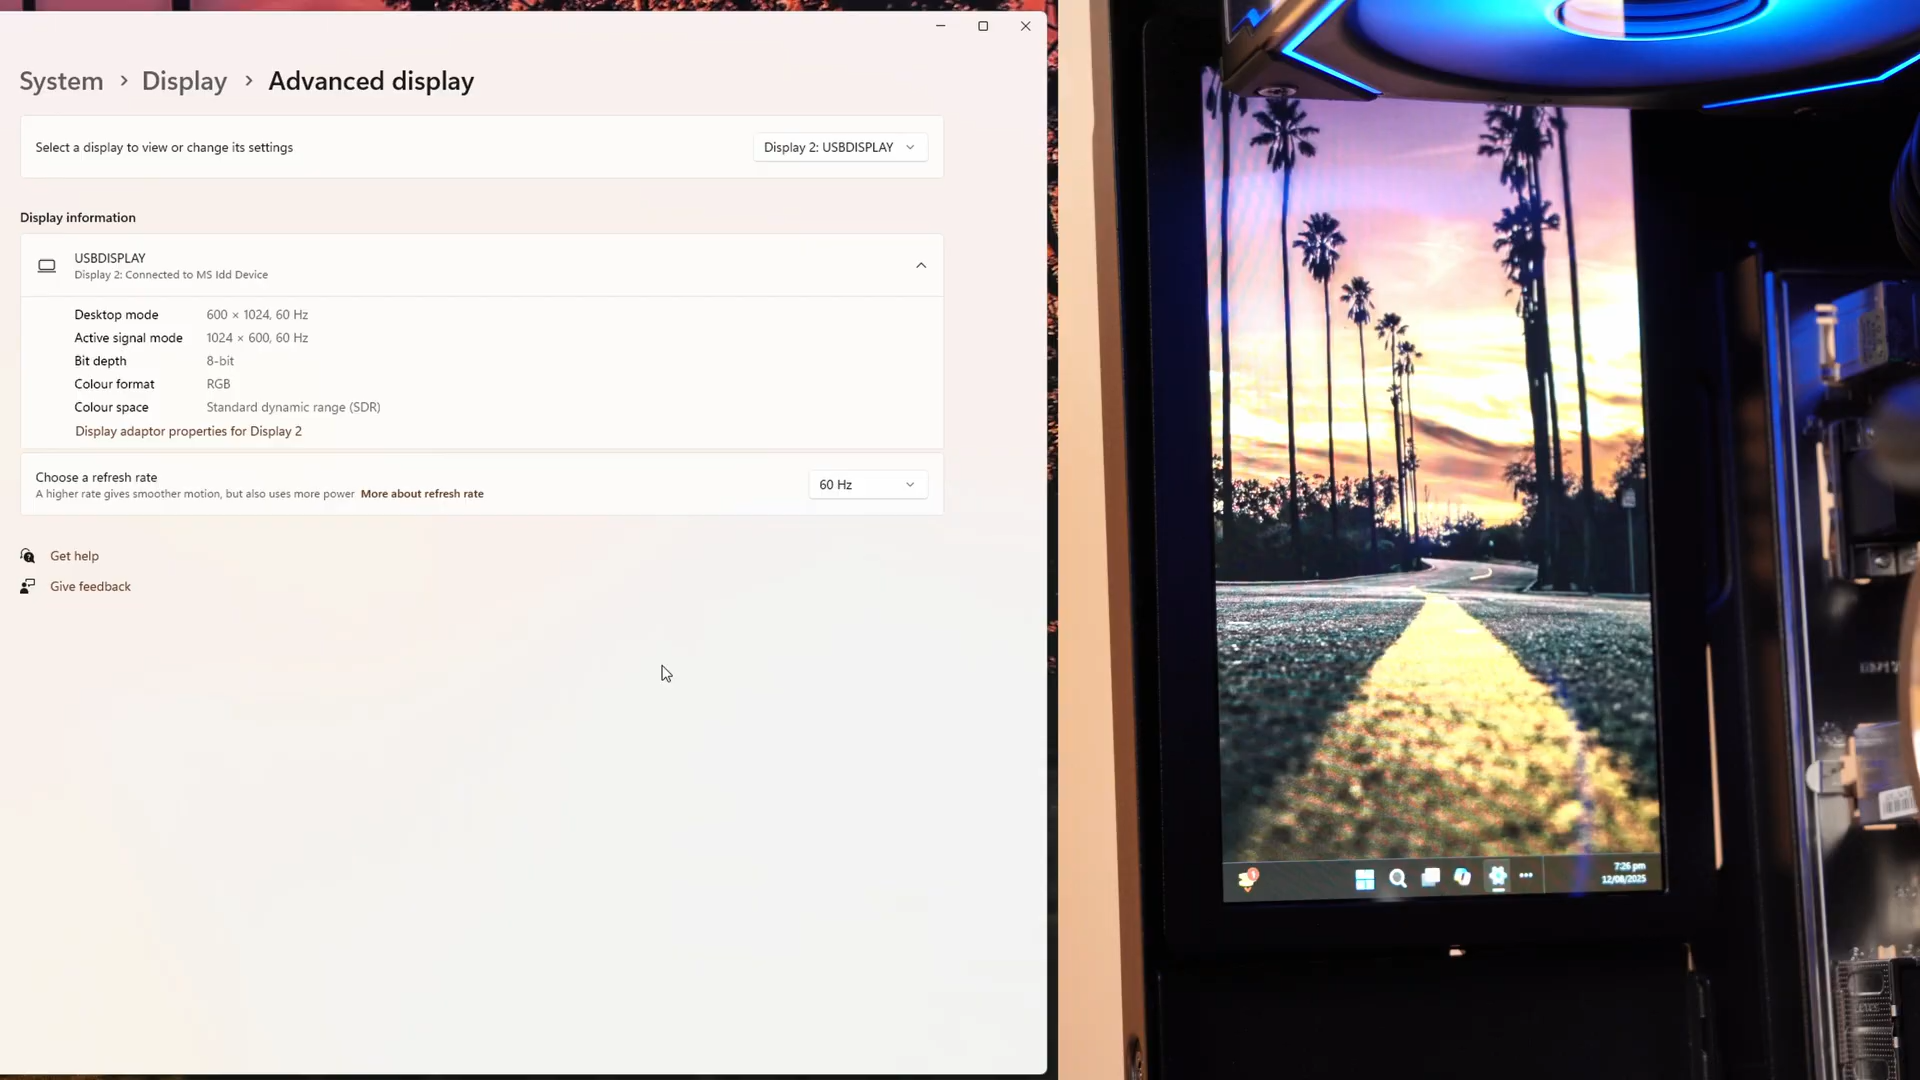 System > Display > Advanced display
Select a display to view or change its settings
Display 2: USBDISPLAY
Display information
USBDISPLAY
Display 2: Connected to MS Idd Device
Desktop mode 600 × 1024, 60 Hz
Active signal mode 1024 × 600, 60 Hz
Bit depth 8-bit
Colour format RGB
Colour space Standard dynamic range (SDR)
Display adaptor properties for Display 2
Choose a refresh rate
A higher rate gives smoother motion, but also uses more power More about refresh rate
60 Hz
Get help
Give feedback
1
7:26 pm
12/08/2025